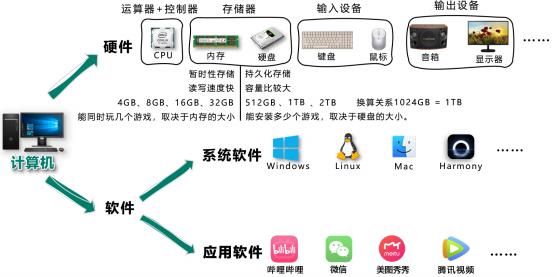 运算器+控制器 存储器 输入设备 输出设备
硬件
CPU 内存 硬盘 键盘 鼠标 音箱 显示器 ……
暂时性存储 持久化存储
读写速度快 容量比较大
4GB、8GB、16GB、32GB 512GB 、1TB 、2TB 换算关系1024GB = 1TB
能同时玩几个游戏，取决于内存的大小 能安装多少个游戏，取决于硬盘的大小。
计算机
系统软件
Windows Linux Mac Harmony ……
软件
应用软件
bilibili
menu
哔哩哔哩 微信 美图秀秀 腾讯视频 ……